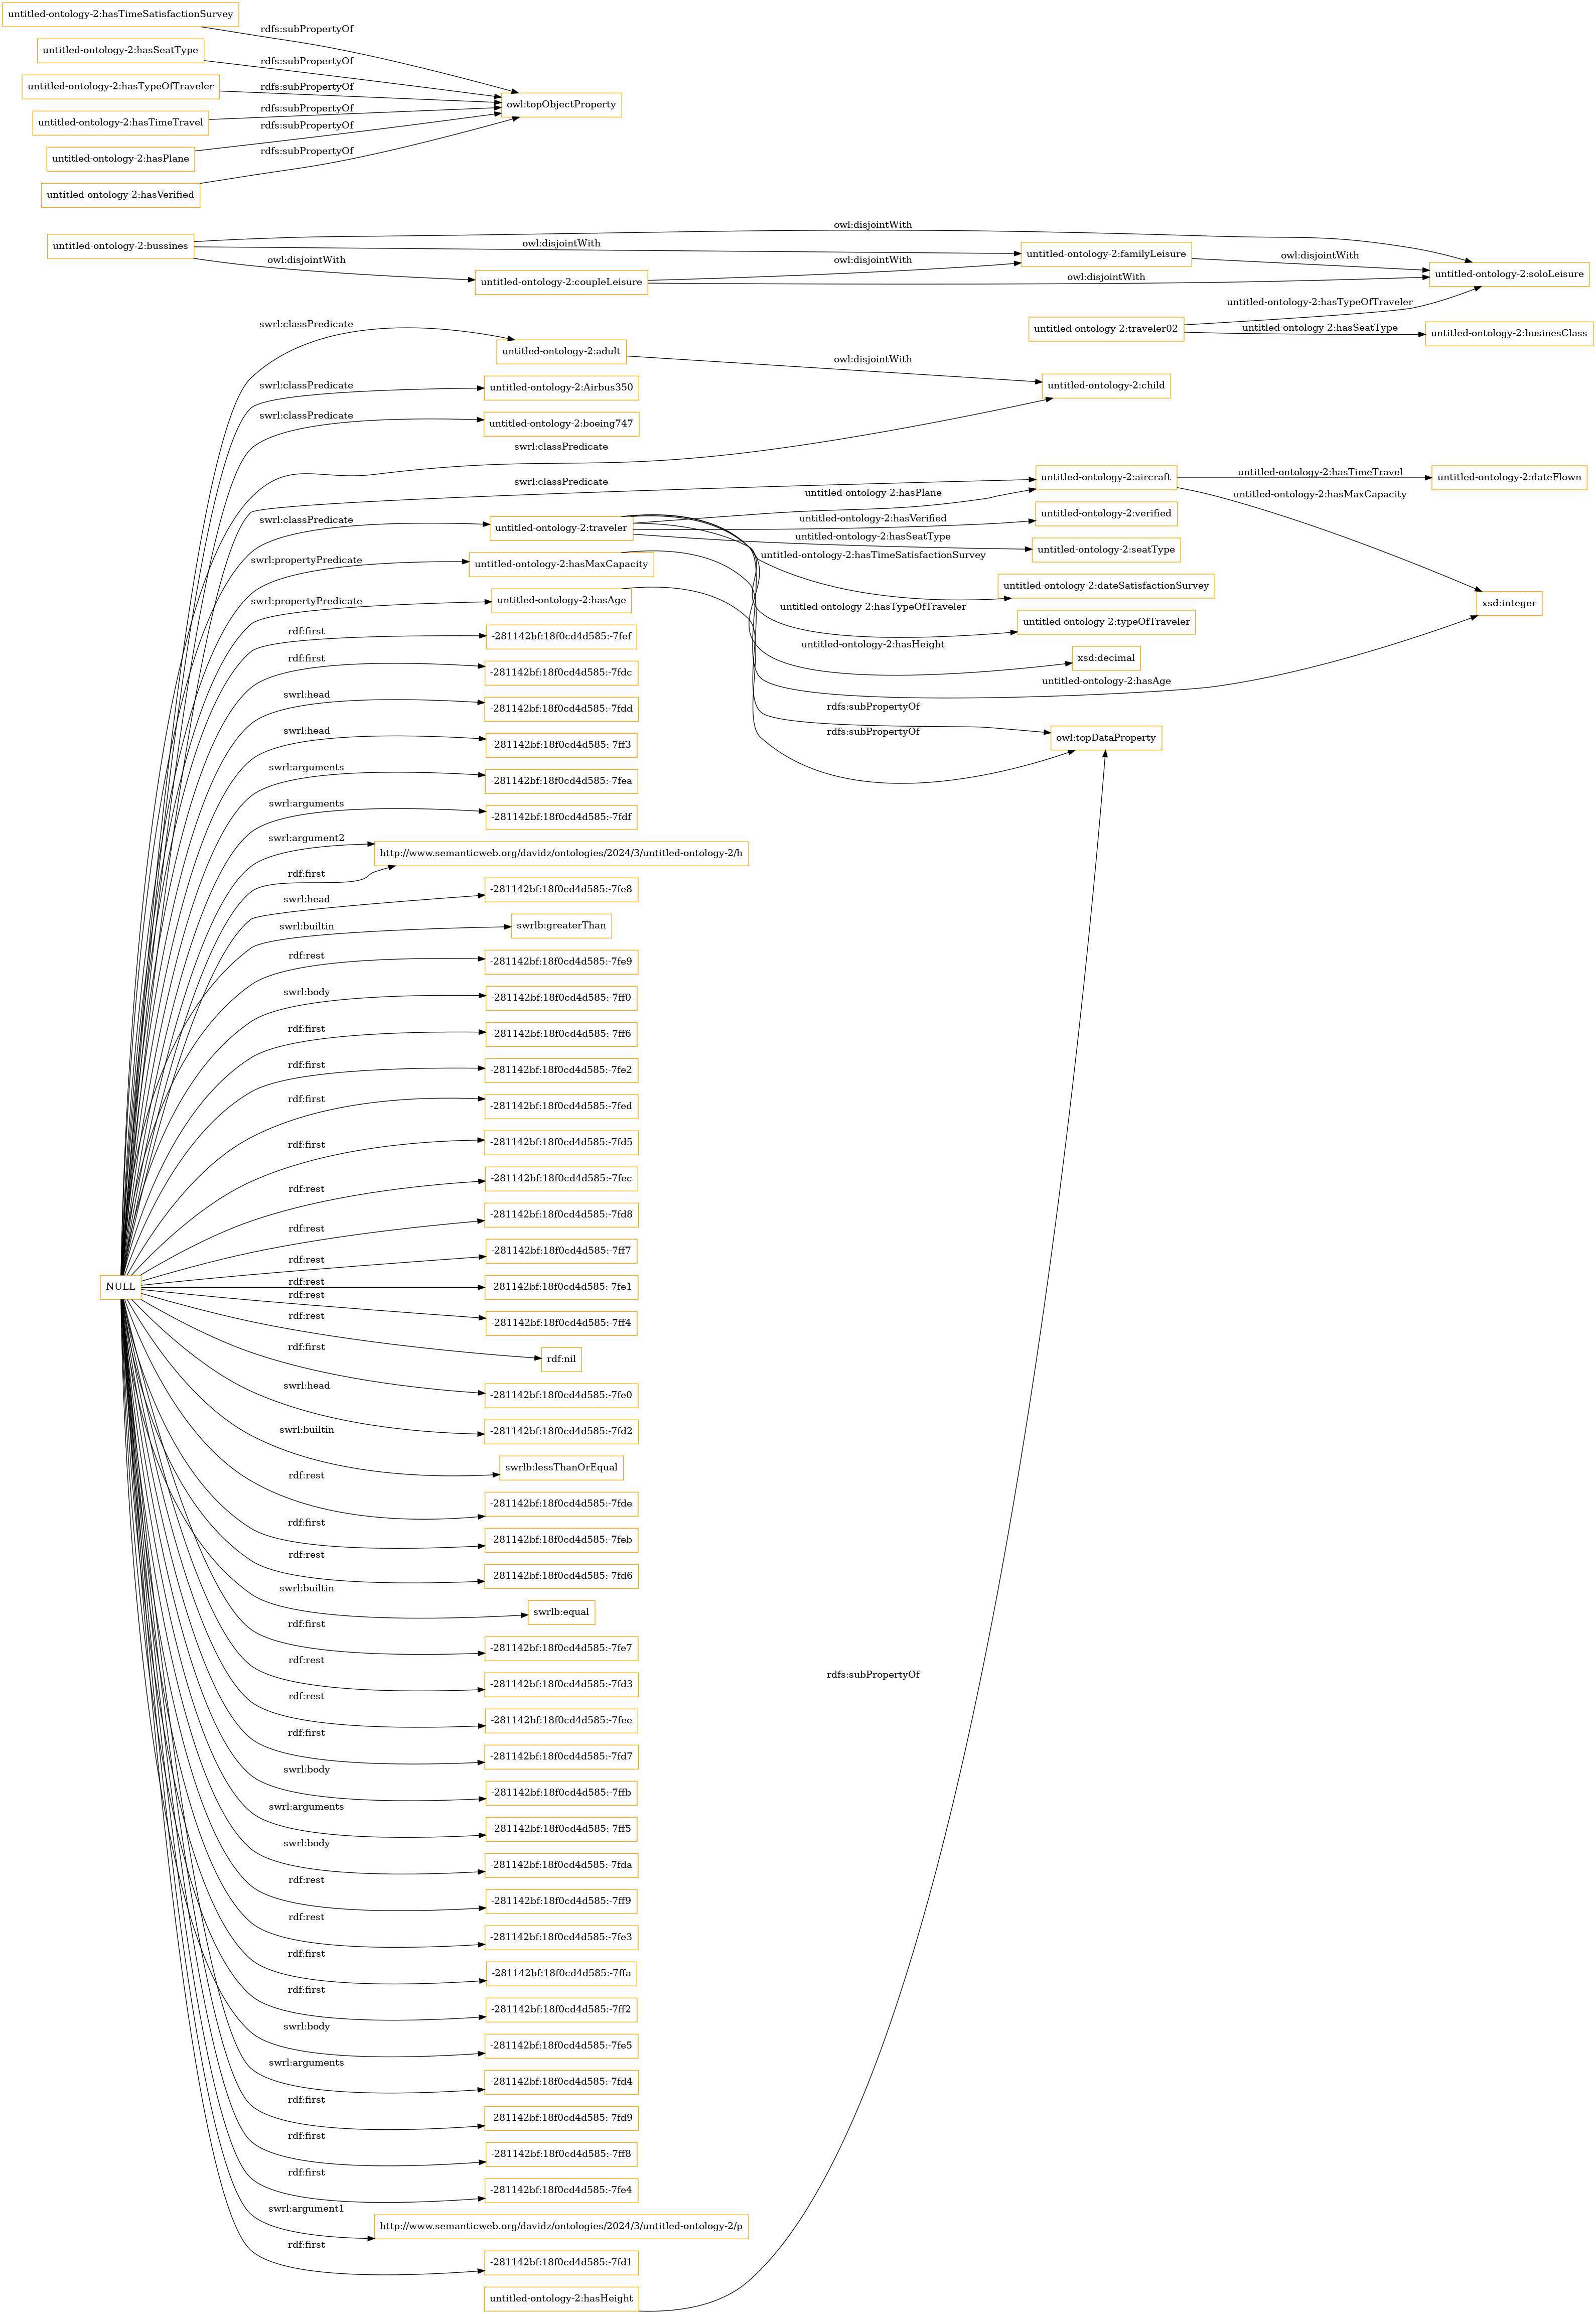 untitled-ontology-2:hasTimeSatisfactionSurvey
rdfs:subPropertyOf
untitled-ontology-2:hasSeatType
rdfs:subPropertyOf
untitled-ontology-2:hasTypeOfTraveler
rdfs:subPropertyOf
owl:topObjectProperty
untitled-ontology-2:hasTimeTravel
rdfs:subPropertyOf
untitled-ontology-2:hasPlane
rdfs:subPropertyOf
untitled-ontology-2:hasVerified
rdfs:subPropertyOf
untitled-ontology-2:bussines
owl:disjointWith
owl:disjointWith
owl:disjointWith
untitled-ontology-2:coupleLeisure
owl:disjointWith
owl:disjointWith
untitled-ontology-2:familyLeisure
owl:disjointWith
untitled-ontology-2:soloLeisure
untitled-ontology-2:traveler02
untitled-ontology-2:hasTypeOfTraveler
untitled-ontology-2:hasSeatType
untitled-ontology-2:businesClass
swrl:classPredicate
untitled-ontology-2:adult
owl:disjointWith
untitled-ontology-2:child
swrl:classPredicate
untitled-ontology-2:Airbus350
swrl:classPredicate
untitled-ontology-2:boeing747
swrl:classPredicate
swrl:classPredicate
untitled-ontology-2:aircraft
untitled-ontology-2:hasTimeTravel
untitled-ontology-2:dateFlown
untitled-ontology-2:hasMaxCapacity
swrl:classPredicate
untitled-ontology-2:traveler
untitled-ontology-2:hasPlane
untitled-ontology-2:hasVerified
untitled-ontology-2:verified
untitled-ontology-2:hasSeatType
untitled-ontology-2:seatType
untitled-ontology-2:hasTimeSatisfactionSurvey
untitled-ontology-2:dateSatisfactionSurvey
swrl:propertyPredicate
untitled-ontology-2:hasMaxCapacity
xsd:integer
swrl:propertyPredicate
untitled-ontology-2:hasAge
untitled-ontology-2:hasTypeOfTraveler
untitled-ontology-2:typeOfTraveler
untitled-ontology-2:hasHeight
xsd:decimal
untitled-ontology-2:hasAge
rdfs:subPropertyOf
rdfs:subPropertyOf
owl:topDataProperty
rdf:first
-281142bf:18f0cd4d585:-7fef
rdf:first
-281142bf:18f0cd4d585:-7fdc
swrl:head
-281142bf:18f0cd4d585:-7fdd
swrl:head
-281142bf:18f0cd4d585:-7ff3
swrl:arguments
-281142bf:18f0cd4d585:-7fea
swrl:arguments
-281142bf:18f0cd4d585:-7fdf
swrl:argument2
http://www.semanticweb.org/davidz/ontologies/2024/3/untitled-ontology-2/h
rdf:first
swrl:head
-281142bf:18f0cd4d585:-7fe8
swrl:builtin
swrlb:greaterThan
rdf:rest
-281142bf:18f0cd4d585:-7fe9
swrl:body
-281142bf:18f0cd4d585:-7ff0
rdf:first
-281142bf:18f0cd4d585:-7ff6
rdf:first
-281142bf:18f0cd4d585:-7fe2
rdf:first
-281142bf:18f0cd4d585:-7fed
rdf:first
-281142bf:18f0cd4d585:-7fd5
rdf:rest
-281142bf:18f0cd4d585:-7fec
rdf:rest
-281142bf:18f0cd4d585:-7fd8
rdf:rest
-281142bf:18f0cd4d585:-7ff7
NULL
rdf:rest
-281142bf:18f0cd4d585:-7fe1
rdf:rest
-281142bf:18f0cd4d585:-7ff4
rdf:rest
rdf:nil
rdf:first
-281142bf:18f0cd4d585:-7fe0
swrl:head
-281142bf:18f0cd4d585:-7fd2
swrl:builtin
swrlb:lessThanOrEqual
rdf:rest
-281142bf:18f0cd4d585:-7fde
rdf:first
-281142bf:18f0cd4d585:-7feb
rdf:rest
-281142bf:18f0cd4d585:-7fd6
swrl:builtin
swrlb:equal
rdf:first
-281142bf:18f0cd4d585:-7fe7
rdf:rest
-281142bf:18f0cd4d585:-7fd3
rdfs:subPropertyOf
rdf:rest
-281142bf:18f0cd4d585:-7fee
rdf:first
-281142bf:18f0cd4d585:-7fd7
swrl:body
-281142bf:18f0cd4d585:-7ffb
swrl:arguments
-281142bf:18f0cd4d585:-7ff5
swrl:body
-281142bf:18f0cd4d585:-7fda
rdf:rest
-281142bf:18f0cd4d585:-7ff9
rdf:rest
-281142bf:18f0cd4d585:-7fe3
rdf:first
-281142bf:18f0cd4d585:-7ffa
rdf:first
-281142bf:18f0cd4d585:-7ff2
swrl:body
-281142bf:18f0cd4d585:-7fe5
swrl:arguments
-281142bf:18f0cd4d585:-7fd4
rdf:first
-281142bf:18f0cd4d585:-7fd9
rdf:first
-281142bf:18f0cd4d585:-7ff8
rdf:first
-281142bf:18f0cd4d585:-7fe4
swrl:argument1
http://www.semanticweb.org/davidz/ontologies/2024/3/untitled-ontology-2/p
rdf:first
-281142bf:18f0cd4d585:-7fd1
untitled-ontology-2:hasHeight